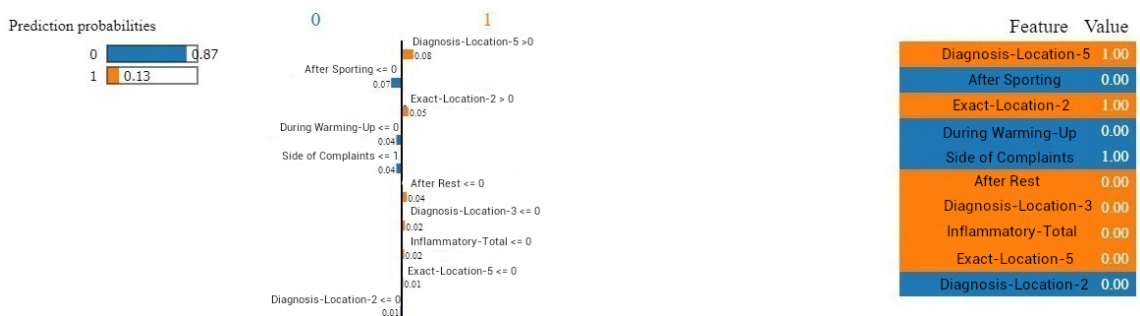 Prediction probabilities
0 0.87
1 0.13
0 1
Diagnosis-Location-5 >0
0.08
After Sporting <= 0
0.07
Exact-Location-2 > 0
0.05
During Warming-Up <= 0
0.04
Side of Complaints <= 1
0.04
After Rest <= 0
0.04
Diagnosis-Location-3 <= 0
0.02
Inflammatory-Total <= 0
0.02
Exact-Location-5 <= 0
0.01
Diagnosis-Location-2 <= 0
0.01
Feature Value
Diagnosis-Location-5 1.00
After Sporting 0.00
Exact-Location-2 1.00
During Warming-Up 0.00
Side of Complaints 1.00
After Rest 0.00
Diagnosis-Location-3 0.00
Inflammatory-Total 0.00
Exact-Location-5 0.00
Diagnosis-Location-2 0.00